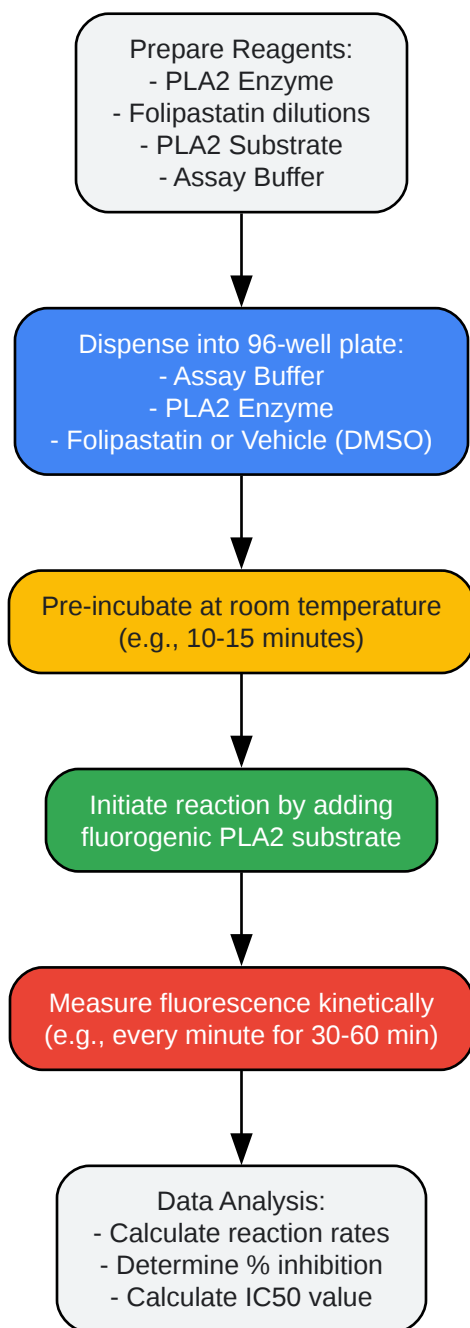 Prepare Reagents:
- PLA2 Enzyme
- Folipastatin dilutions
- PLA2 Substrate
- Assay Buffer
Dispense into 96-well plate:
- Assay Buffer
- PLA2 Enzyme
- Folipastatin or Vehicle (DMSO)
Pre-incubate at room temperature
(e.g., 10-15 minutes)
Initiate reaction by adding
fluorogenic PLA2 substrate
Measure fluorescence kinetically
(e.g., every minute for 30-60 min)
Data Analysis:
- Calculate reaction rates
- Determine % inhibition
- Calculate IC50 value